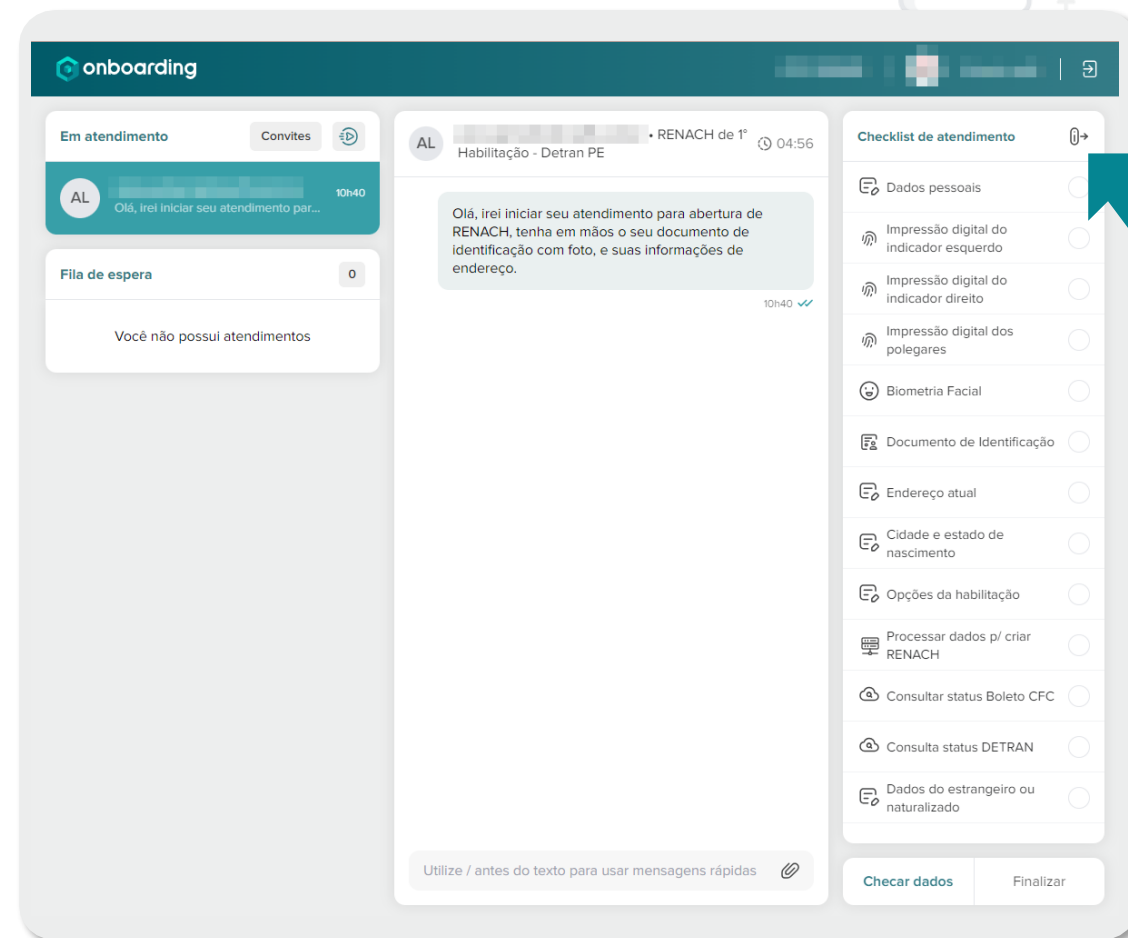 onboarding
Em atendimento
Convites
AL
10h40
Olá, irei iniciar seu atendimento par...
Fila de espera
0
Você não possui atendimentos
AL
• RENACH de 1°
Habilitação - Detran PE
04:56
Olá, irei iniciar seu atendimento para abertura de
RENACH, tenha em mãos o seu documento de
identificação com foto, e suas informações de
endereço.
10h40
Utilize / antes do texto para usar mensagens rápidas
Checklist de atendimento
Dados pessoais
Impressão digital do
indicador esquerdo
Impressão digital do
indicador direito
Impressão digital dos
polegares
Biometria Facial
Documento de Identificação
Endereço atual
Cidade e estado de
nascimento
Opções da habilitação
Processar dados p/ criar
RENACH
Consultar status Boleto CFC
Consulta status DETRAN
Dados do estrangeiro ou
naturalizado
Checar dados
Finalizar